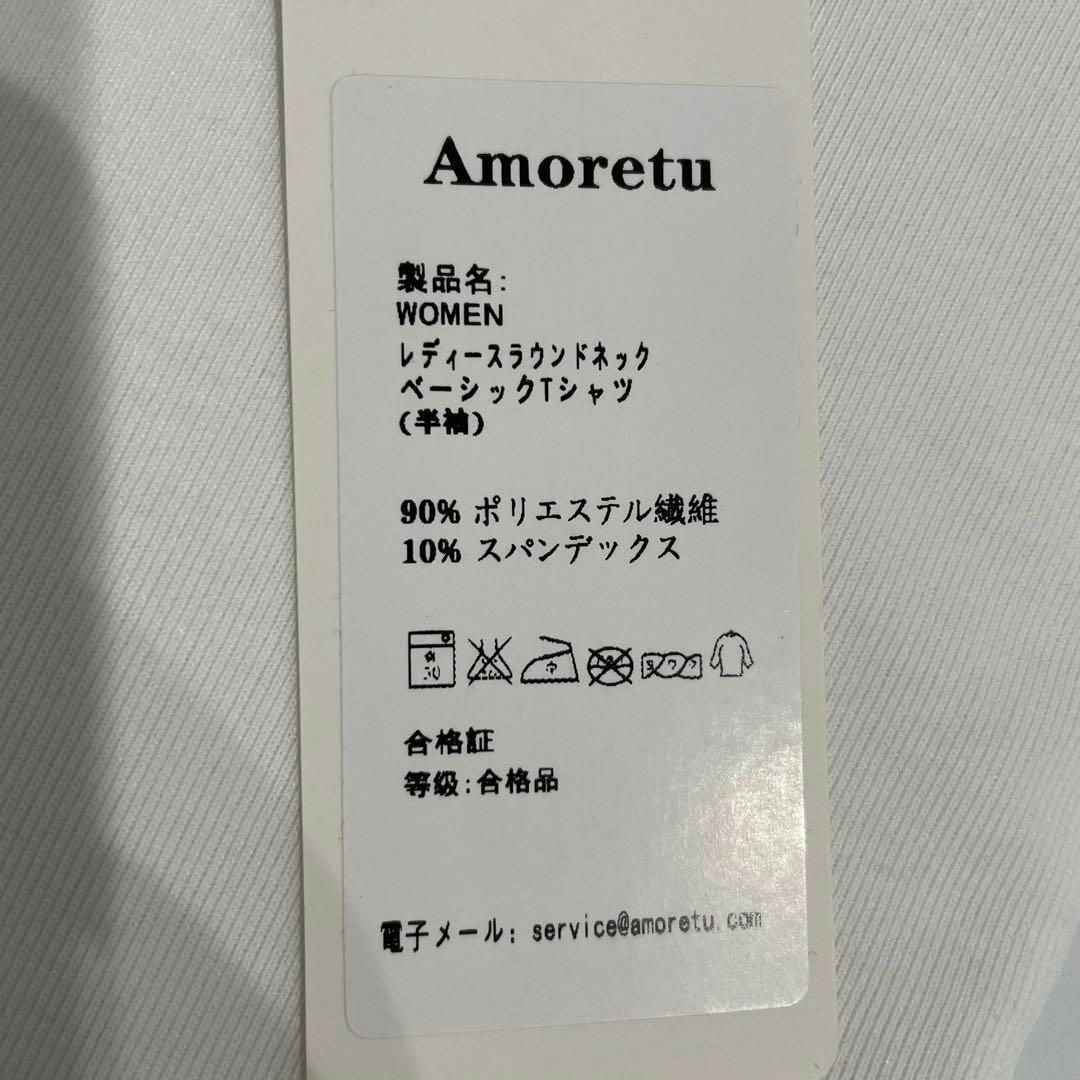 Amoretu
製品名:
WOMEN
レディースラウンドネック
ベーシックTシャツ
(半袖)
90% ポリエステル繊維
10% スパンデックス
合格証
等级:合格品
電子メール: service@amoretu.com